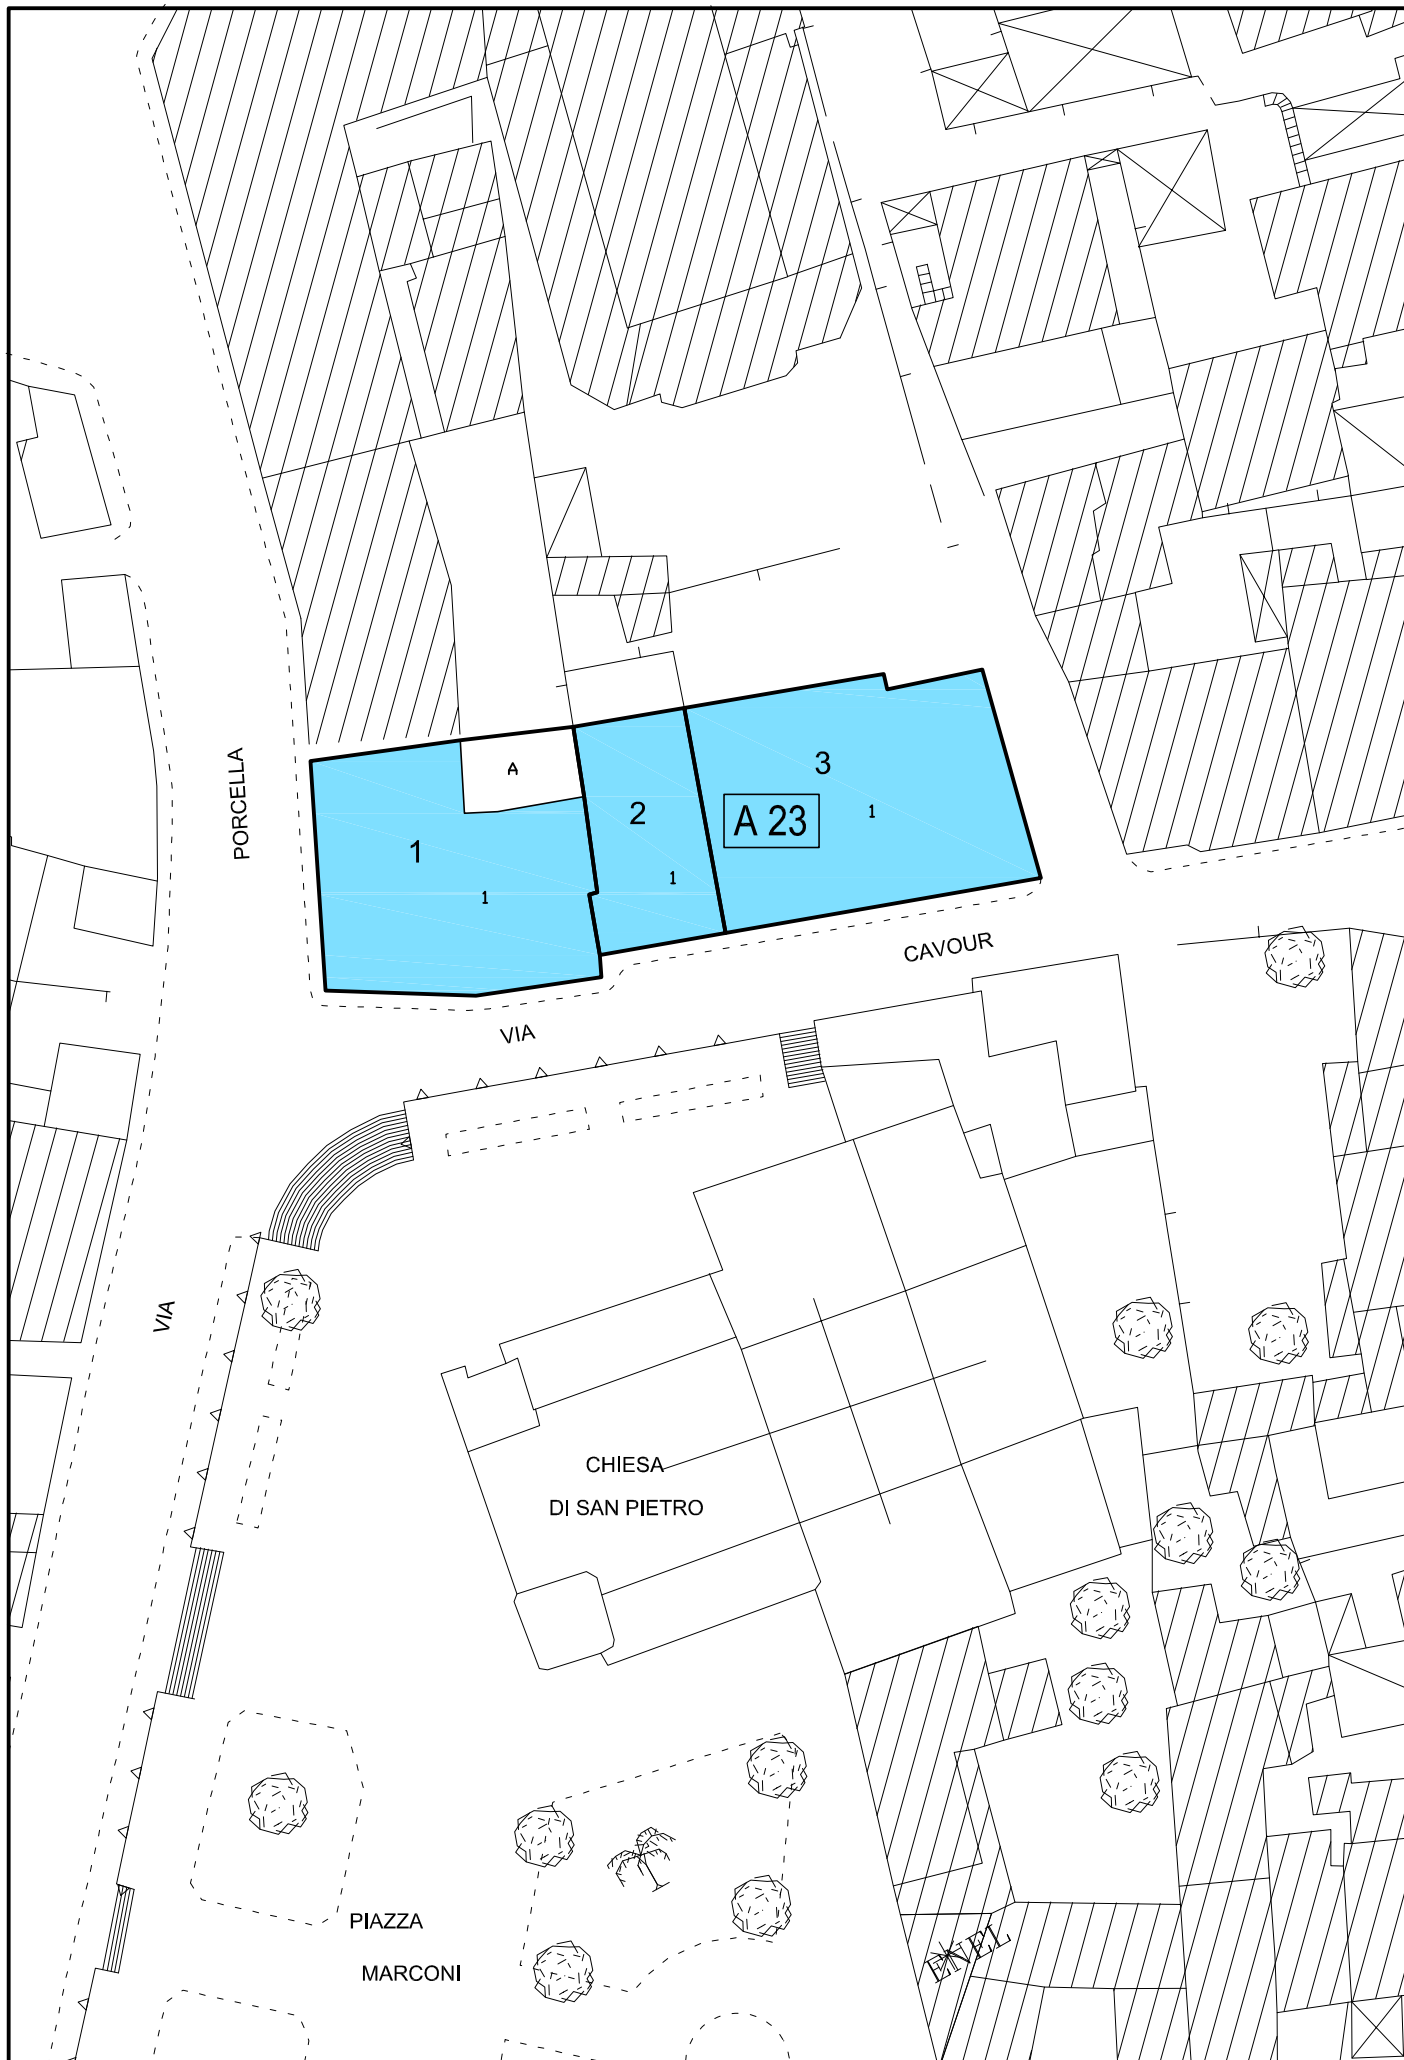 PORCELLA
A
1
1
2
1
3
A 23
1
CAVOUR
VIA
VIA
CHIESA
DI SAN PIETRO
PIAZZA
MARCONI
ENEL